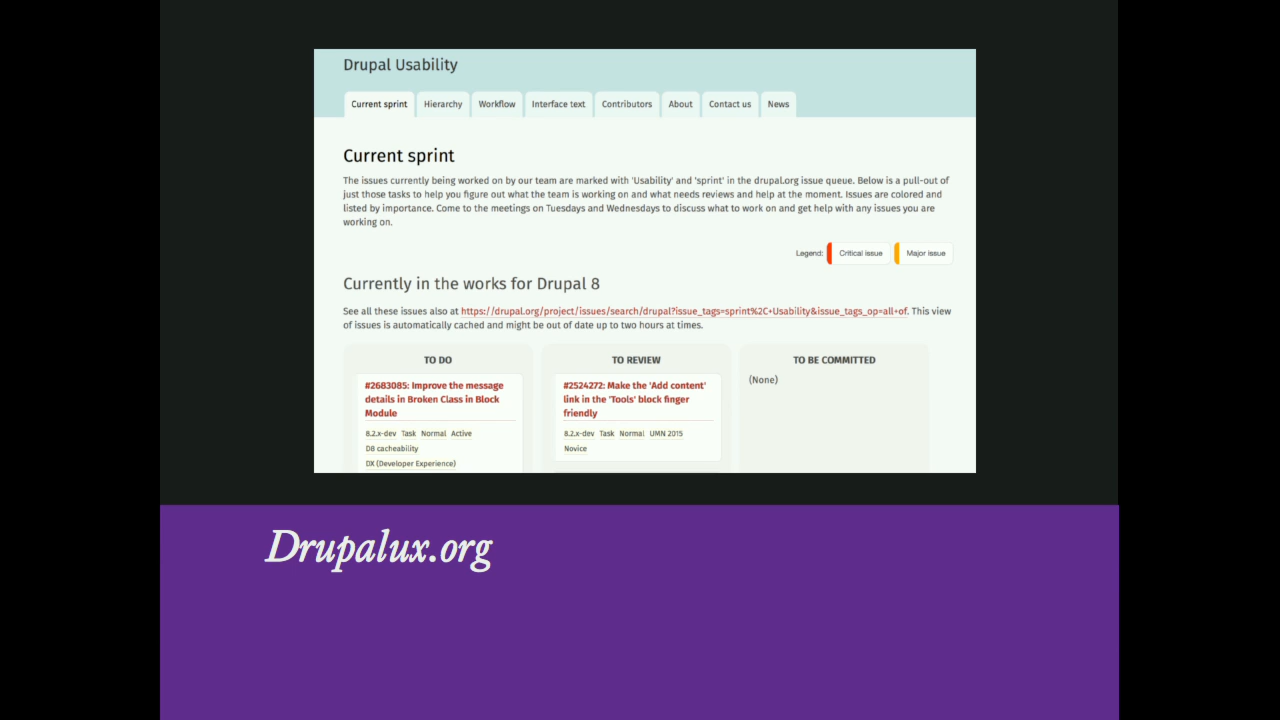 Drupal Usability
Current sprint Hierarchy Workflow Interface text Contributors About Contact us News
Current sprint
The issues currently being worked on by our team are marked with 'Usability' and 'sprint' in the drupal.org issue queue. Below is a pull-out of
just those tasks to help you figure out what the team is working on and what needs reviews and help at the moment. Issues are colored and
listed by importance. Come to the meetings on Tuesdays and Wednesdays to discuss what to work on and get help with any issues you are
working on.
Legend: Critical issue Major issue
Currently in the works for Drupal 8
See all these issues also at https://drupal.org/project/issues/search/drupal?issue_tags=sprint%2C+Usability&issue_tags_op=all+of. This view
of issues is automatically cached and might be out of date up to two hours at times.
TO DO
#2683085: Improve the message
details in Broken Class in Block
Module
8.2.x-dev Task Normal Active
D8 cacheability
DX (Developer Experience)
TO REVIEW
#2524272: Make the 'Add content'
link in the 'Tools' block finger
friendly
8.2.x-dev Task Normal UMN 2015
Novice
TO BE COMMITTED
(None)
Drupalux.org